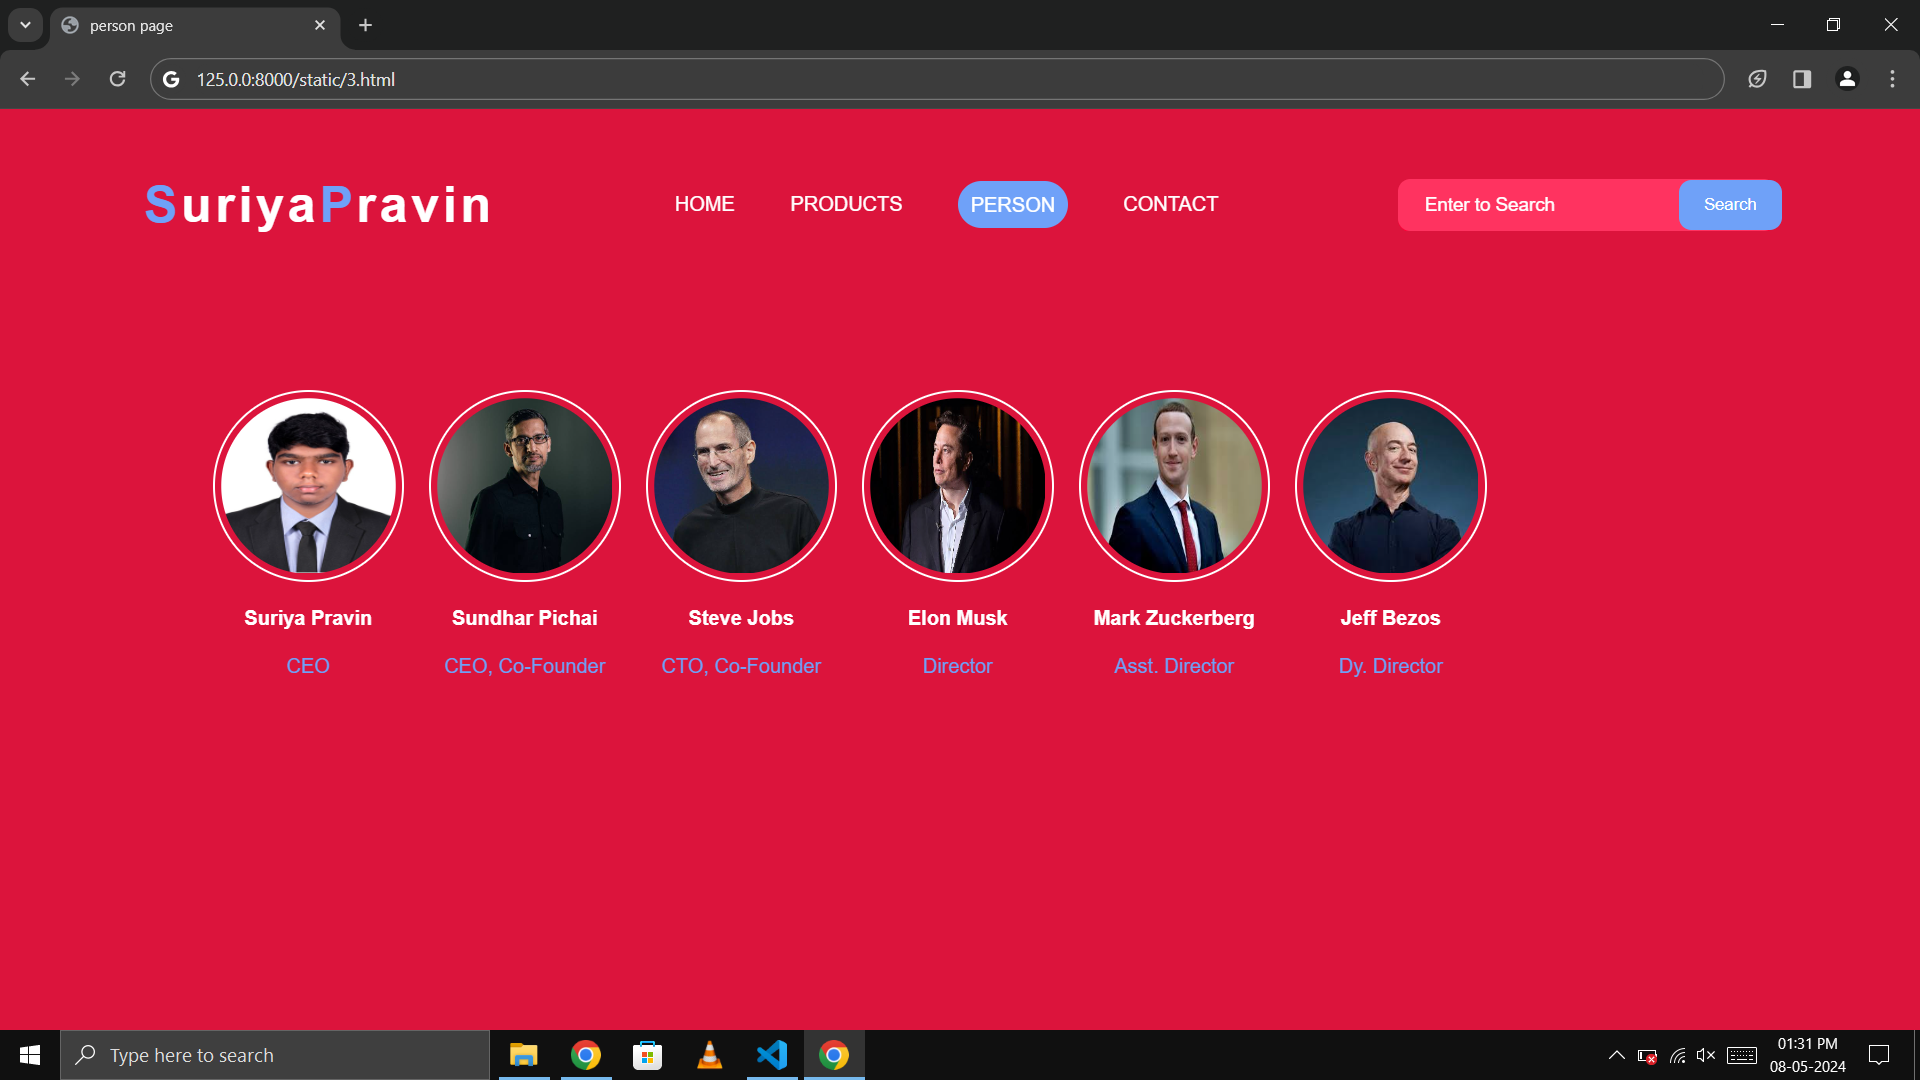 person page
125.0.0:8000/static/3.html
SuriyaPravin
HOME PRODUCTS PERSON CONTACT
Enter to Search Search
Suriya Pravin Sundhar Pichai Steve Jobs Elon Musk Mark Zuckerberg Jeff Bezos
CEO CEO, Co-Founder CTO, Co-Founder Director Asst. Director Dy. Director
Type here to search
01:31 PM
08-05-2024